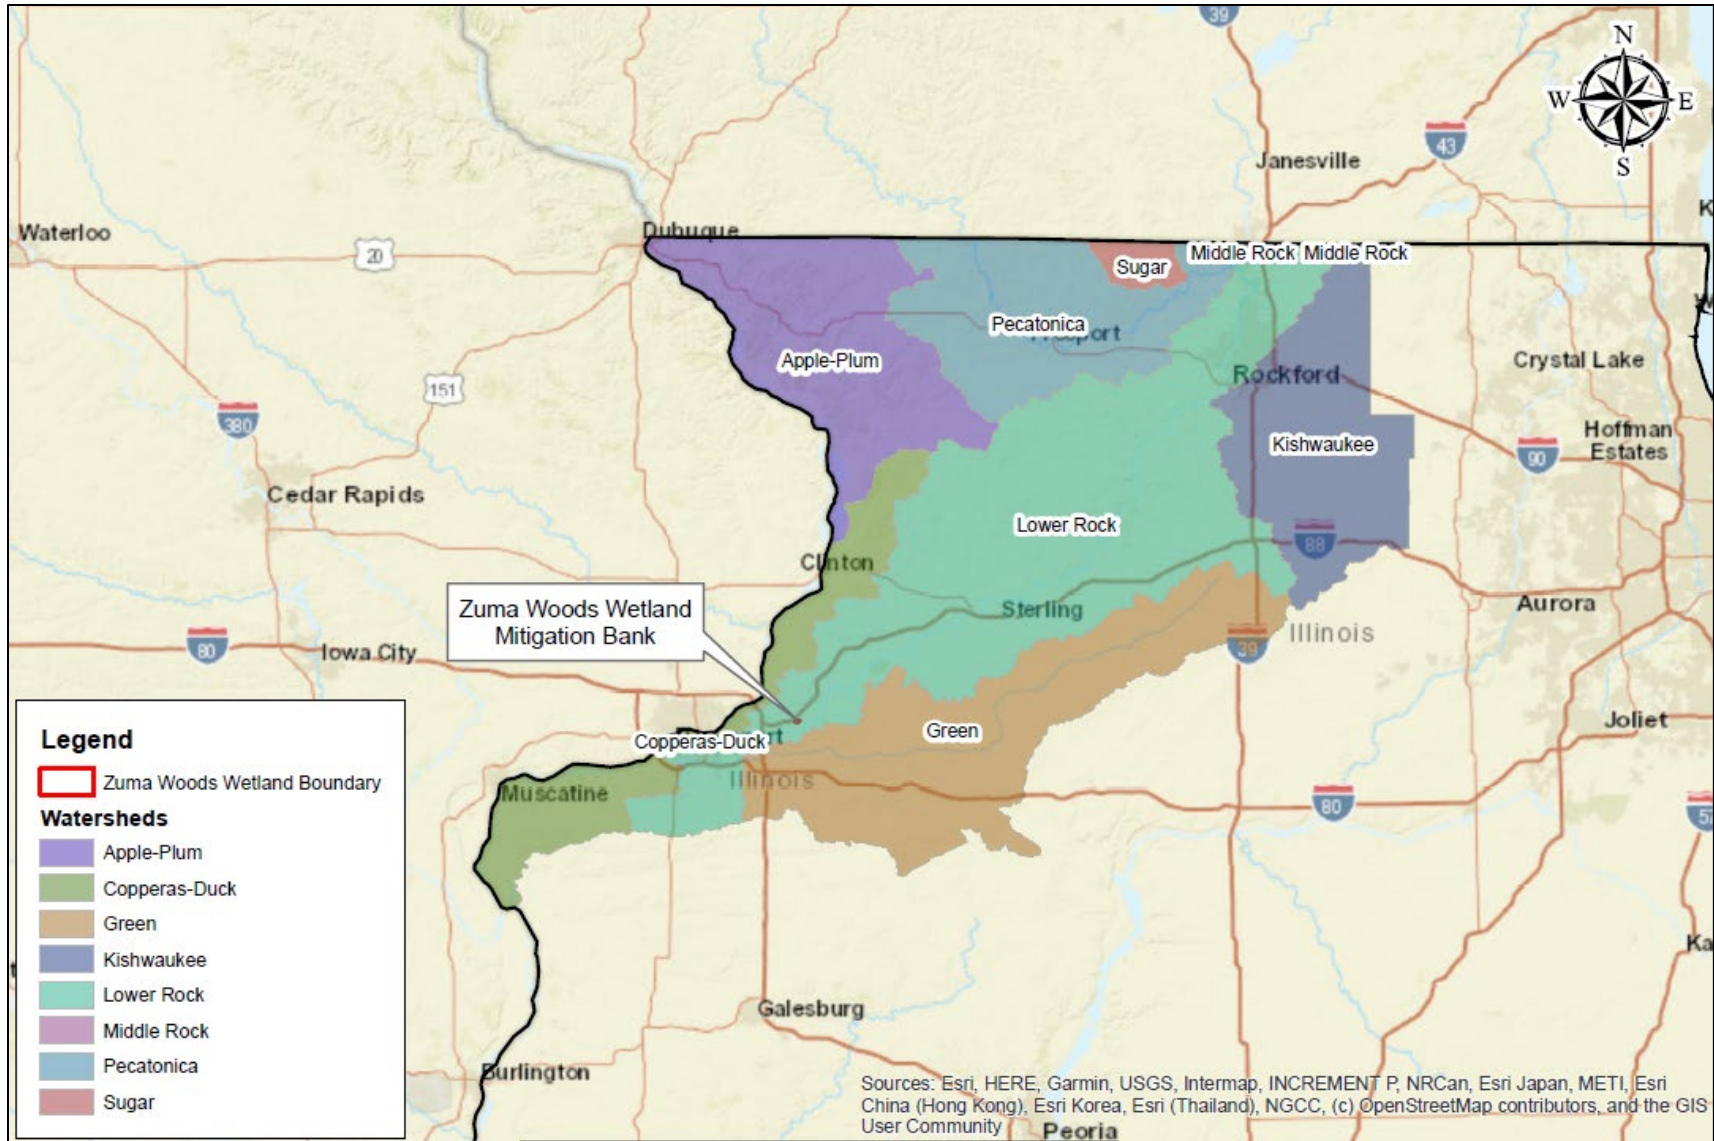 39
N
W E
S
43
Janesville
Waterloo
Dubuque
20
Middle Rock Middle Rock
Sugar
Pecatonica
Apple-Plum
Crystal Lake
Rockford
151
380
Hoffman
Estates
Kishwaukee
90
Cedar Rapids
Lower Rock
88
Clinton
Zuma Woods Wetland
Mitigation Bank
Sterling
Aurora
Illinois
80
Iowa City
39
Joliet
Green
Copperas-Duck
Illinois
Muscatine
80
Legend
Zuma Woods Wetland Boundary
Watersheds
Apple-Plum
Copperas-Duck
Green
Kishwaukee
Lower Rock
Middle Rock
Pecatonica
Sugar
Galesburg
Burlington
Sources: Esri, HERE, Garmin, USGS, Intermap, INCREMENT P, NRCan, Esri Japan, METI, Esri
China (Hong Kong), Esri Korea, Esri (Thailand), NGCC, (c) OpenStreetMap contributors, and the GIS
User Community
Peoria